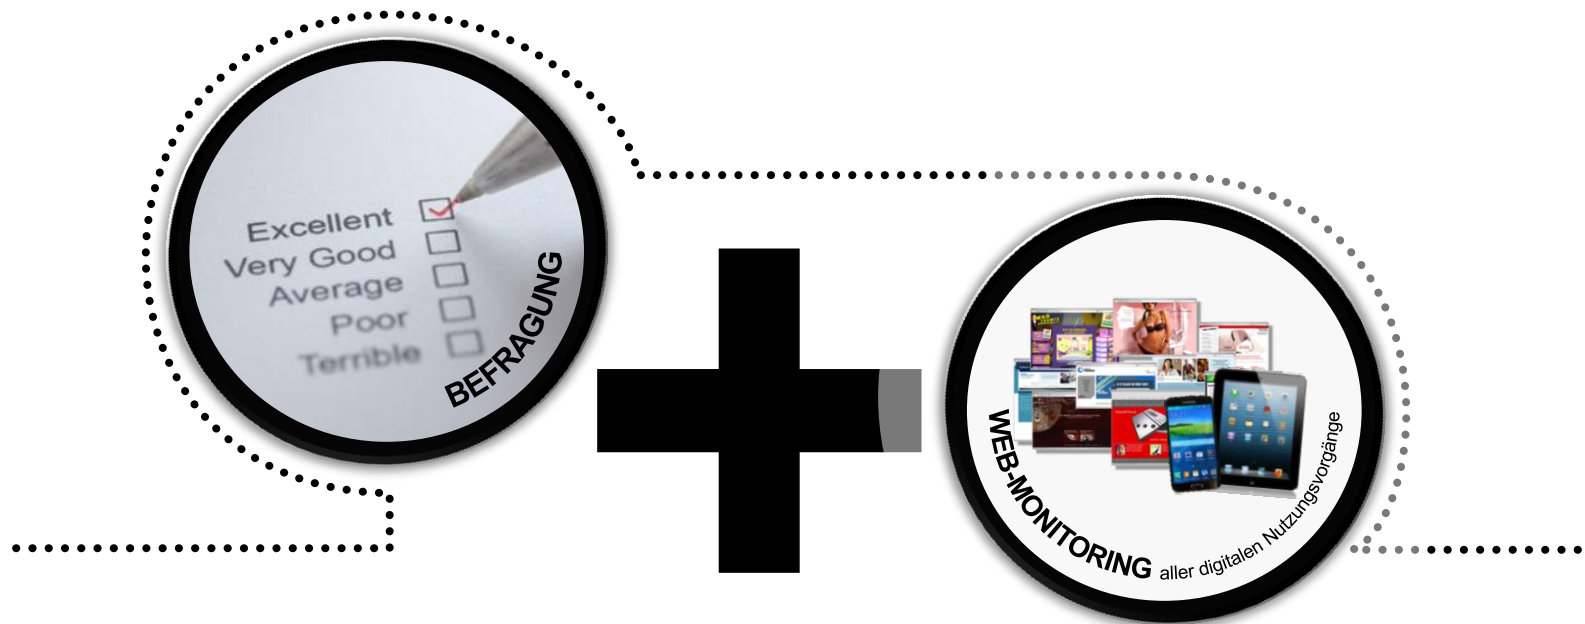 Excellent
Very Good
Average
Poor
Terrible
BEFRAGUNG
WEB-MONITORING aller digitalen Nutzungsvorgänge